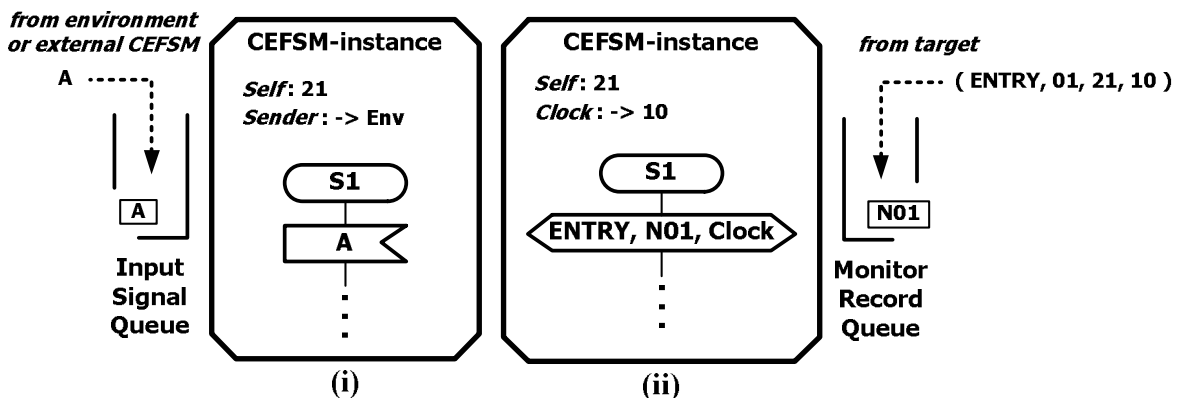 from environment
or external CEFSM
A
A
Input
Signal
Queue
CEFSM-instance
Self : 21
Sender : -> Env
S1
A
(i)
CEFSM-instance
Self : 21
Clock : -> 10
S1
ENTRY, N01, Clock
(ii)
from target
( ENTRY, 01, 21, 10 )
N01
Monitor
Record
Queue